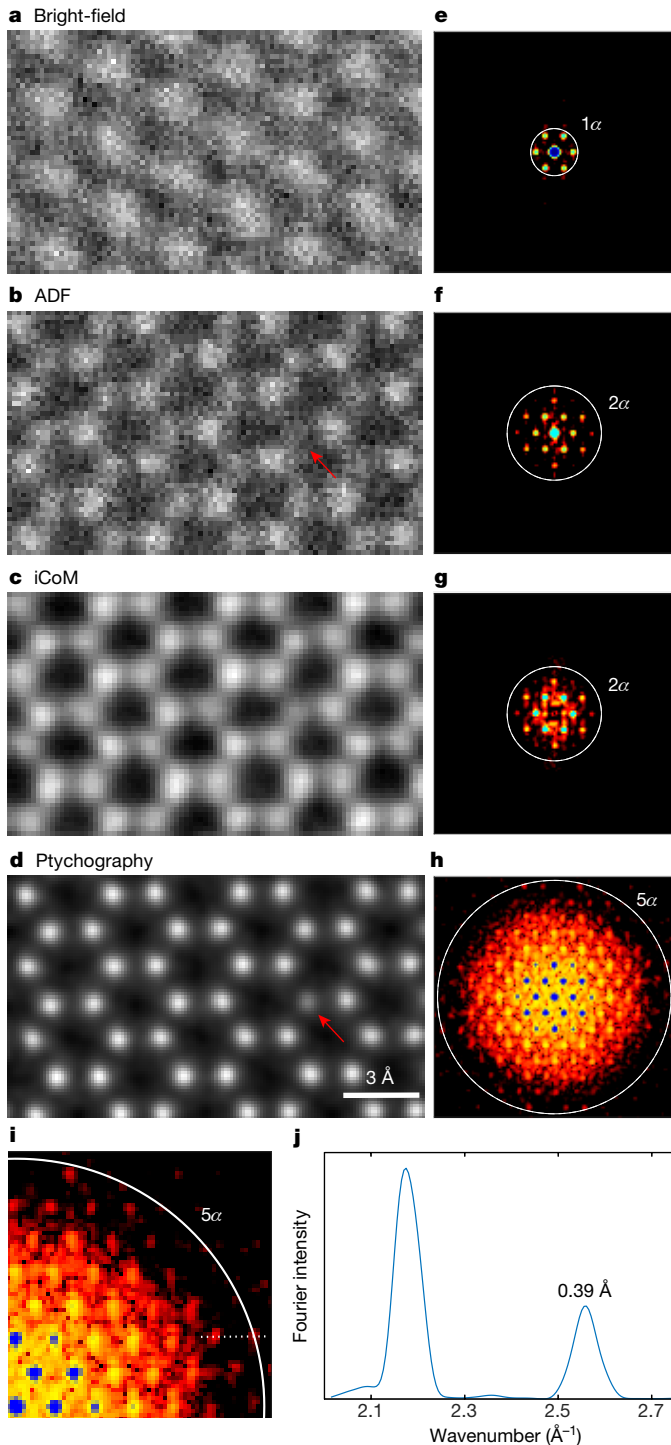 a Bright-field
e
1α
b ADF
f
2α
c iCoM
g
2α
d Ptychography
h
5α
3 Å
i
5α
j
Fourier intensity
0.39 Å
2.1 2.3 2.5 2.7
Wavenumber (Å−1)